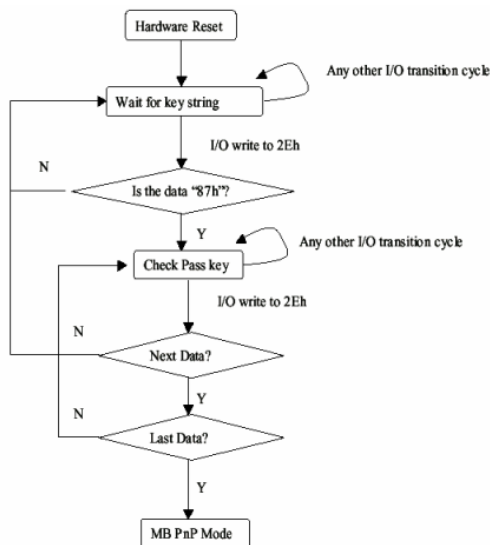 Hardware Reset
Any other I/O transition cycle
Wait for key string
I/O write to 2Eh
N
Is the data “87h”?
Y
Any other I/O transition cycle
Check Pass key
I/O write to 2Eh
N
Next Data?
Y
N
Last Data?
Y
MB PnP Mode